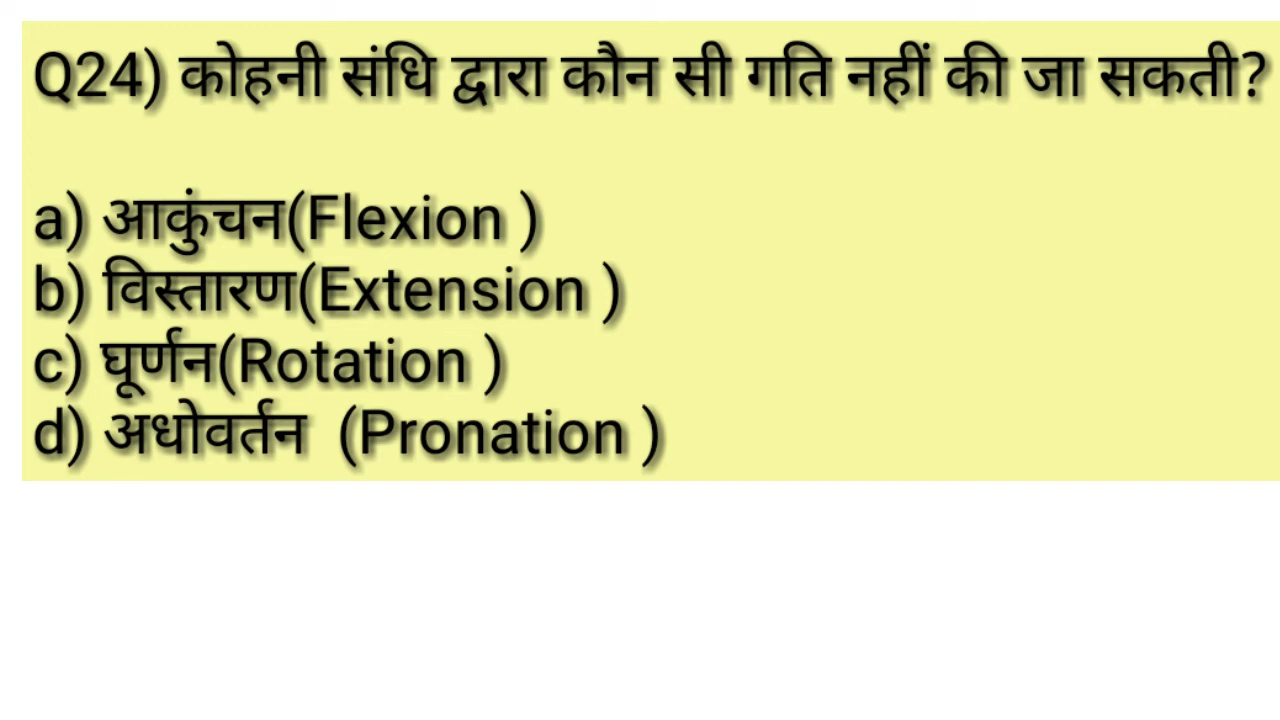 Q24) कोहनी संधि द्वारा कौन सी गति नहीं की जा सकती?
a) आकुंचन(Flexion )
b) विस्तारण(Extension )
c) घूर्णन(Rotation )
d) अधोवर्तन (Pronation )